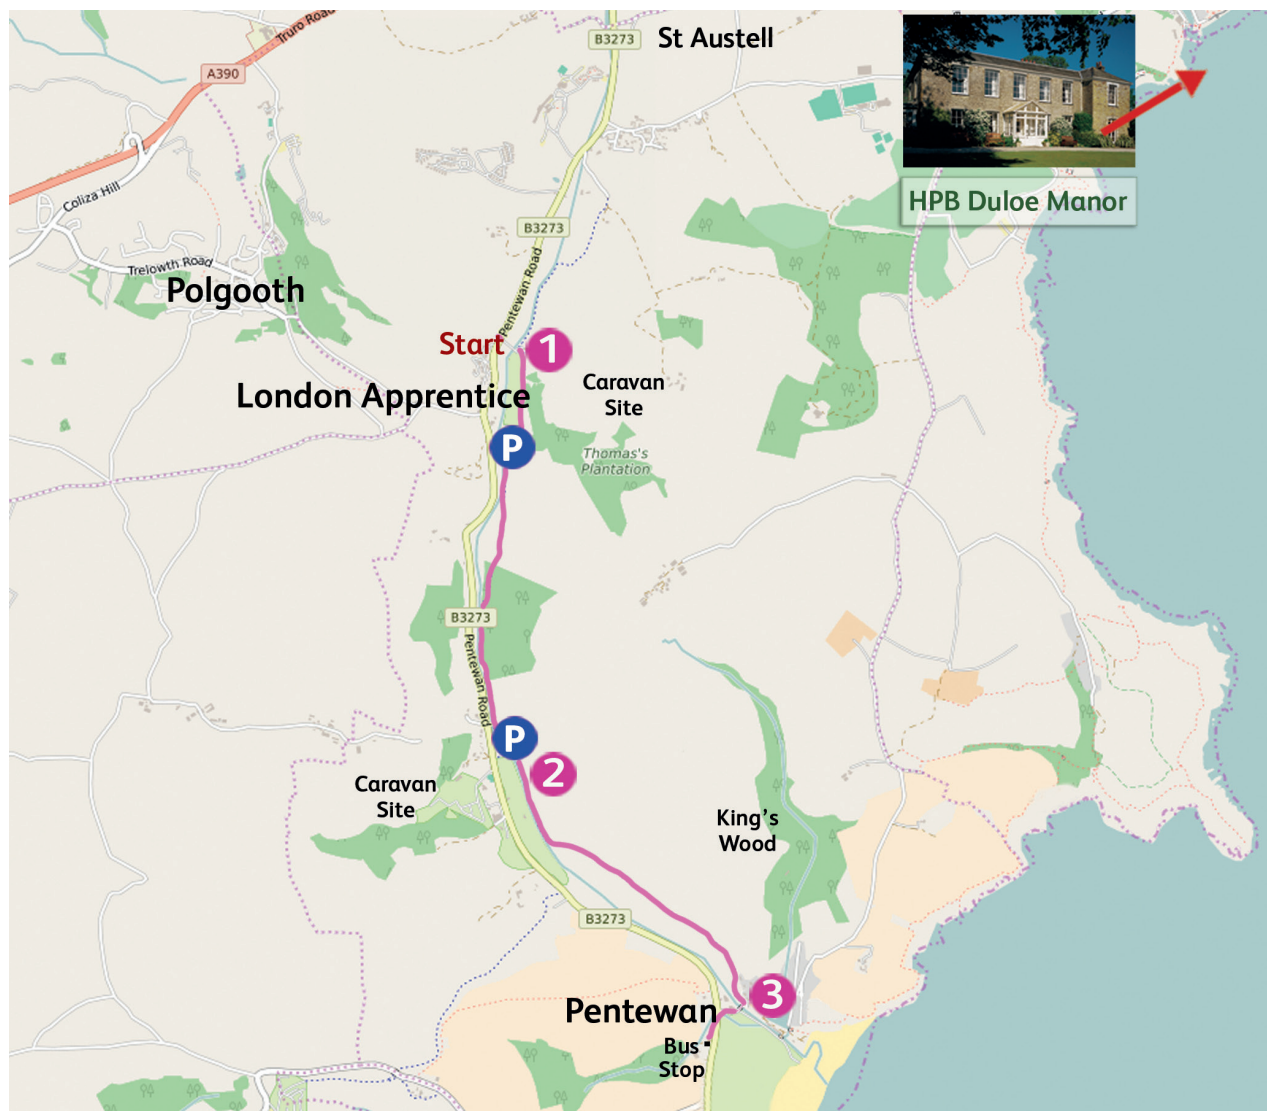 Truro Road
B3273
St Austell
A390
HPB Duloe Manor
Coliza Hill
B3273
Trelowth Road
Polgooth
Pentewan Road
Start
1
London Apprentice
Caravan
Site
P
Thomas's
Plantation
B3273
Pentewan Road
P
2
Caravan
Site
King's
Wood
B3273
3
Pentewan
Bus
Stop